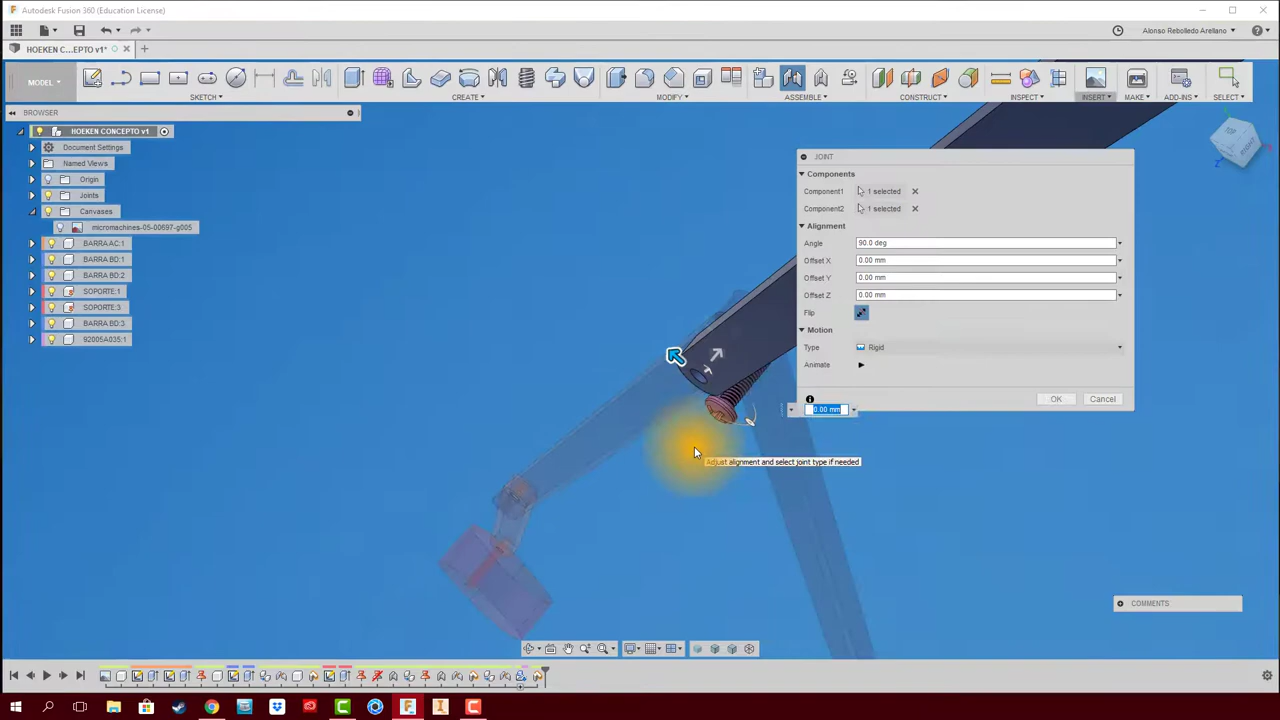 Autodesk Fusion 360 (Education License)
Alonso Rebolledo Arellano
HOEKEN C...EPTO v1*
MODEL
SKETCH
CREATE
MODIFY
ASSEMBLE
CONSTRUCT
INSPECT
INSERT
MAKE
ADD-INS
SELECT
BROWSER
HOEKEN CONCEPTO v1
Document Settings
Named Views
Origin
Joints
Canvases
micromachines-05-00697-g005
BARRA AC:1
BARRA BD:1
BARRA BD:2
SOPORTE:1
SOPORTE:3
BARRA BD:3
92005A035:1
RIGHT
Z
JOINT
Components
Component1 1 selected
Component2 1 selected
Alignment
Angle 90.0 deg
Offset X 0.00 mm
Offset Y 0.00 mm
Offset Z 0.00 mm
Flip
Motion
Type Rigid
Animate
OK Cancel
0.00 mm
Adjust alignment and select joint type if needed
COMMENTS